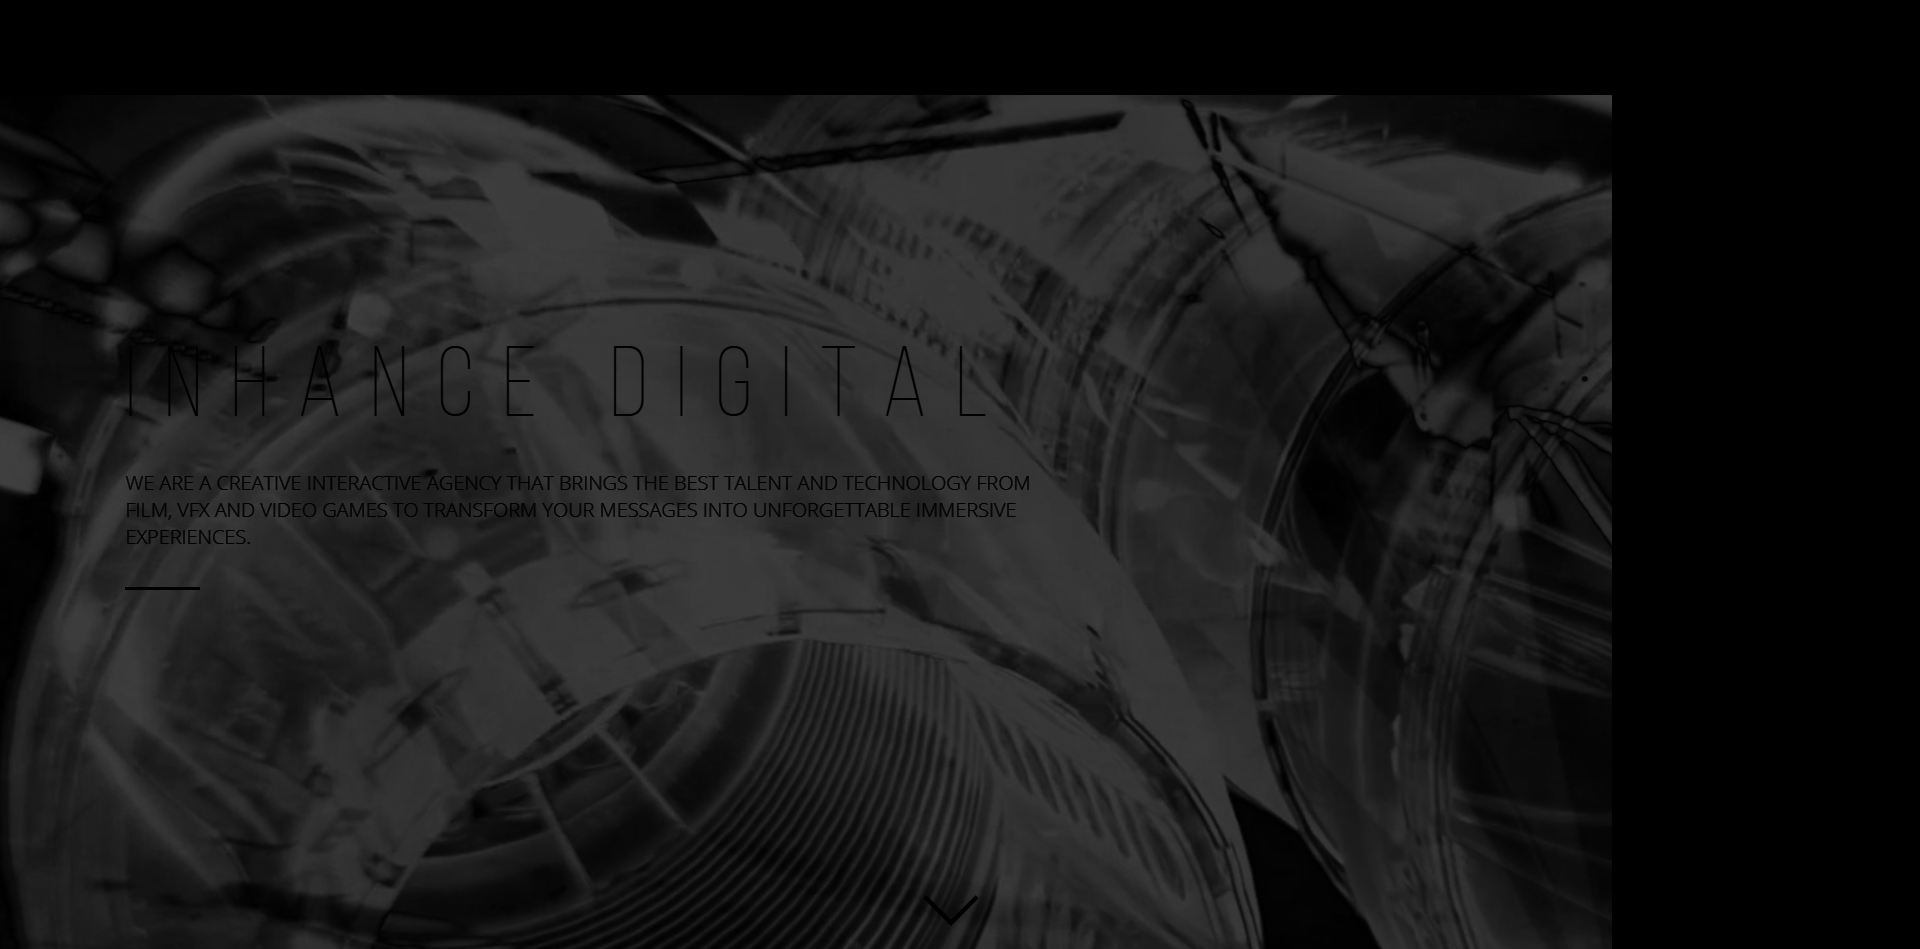 INHANCE DIGITAL
WE ARE A CREATIVE INTERACTIVE AGENCY THAT BRINGS THE BEST TALENT AND TECHNOLOGY FROM
FILM, VFX AND VIDEO GAMES TO TRANSFORM YOUR MESSAGES INTO UNFORGETTABLE IMMERSIVE
EXPERIENCES.